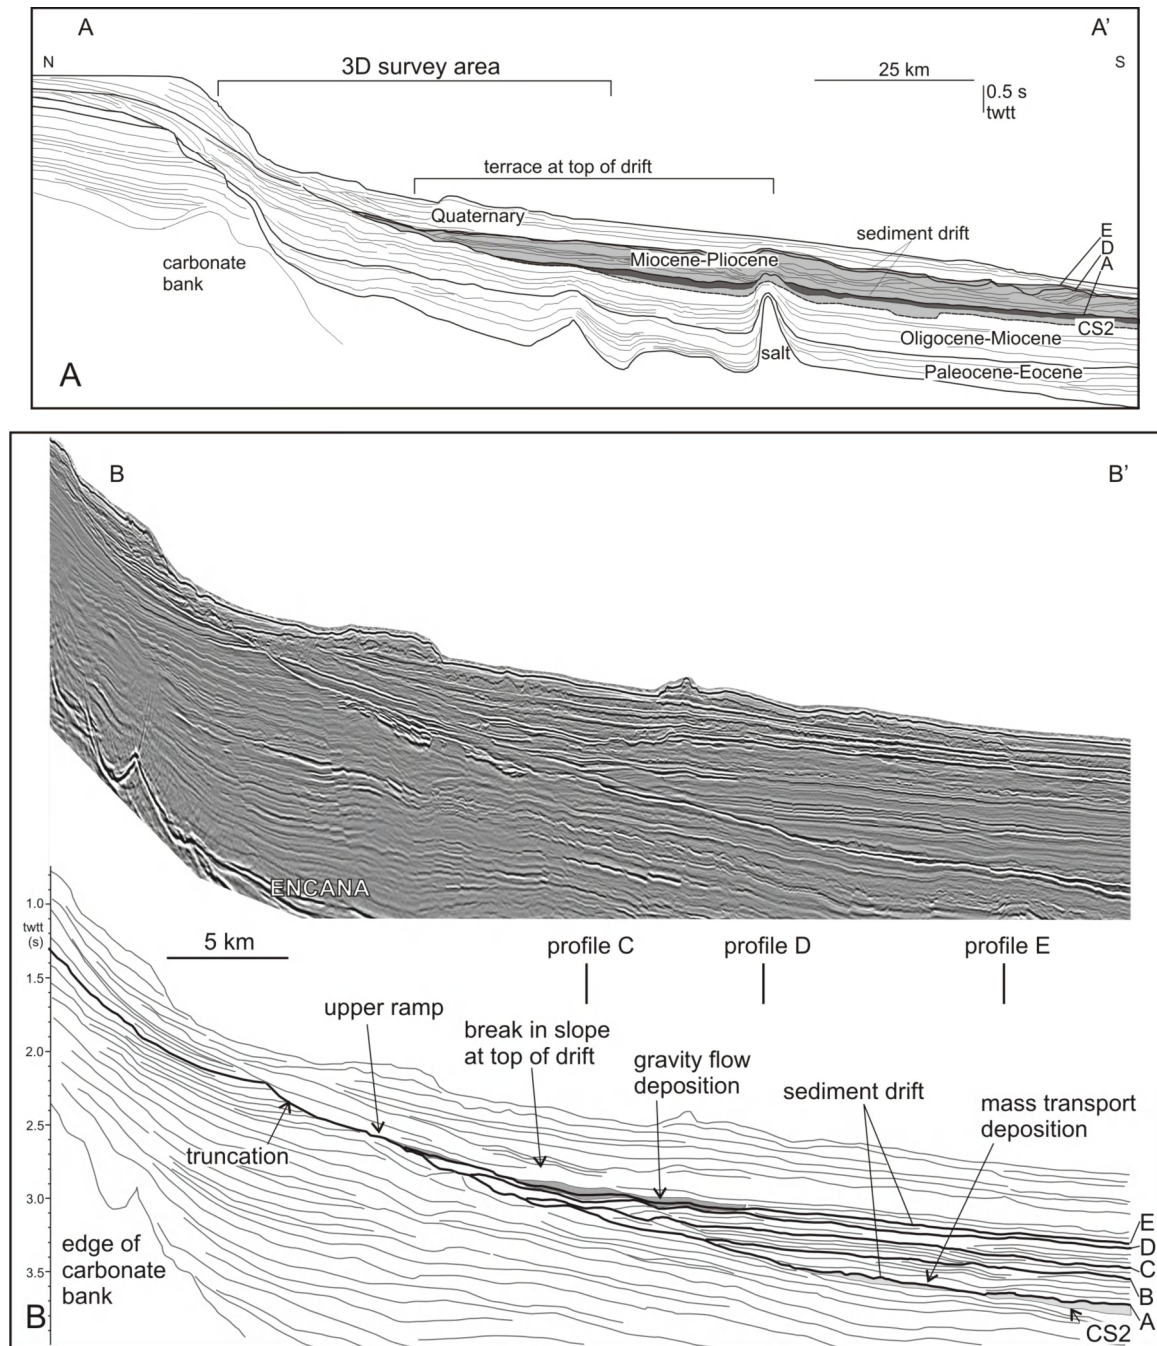 A
A'
N
S
3D survey area
25 km
0.5 s
twtt
terrace at top of drift
Quaternary
sediment drift
E
D
A
Miocene-Pliocene
carbonate
bank
CS2
Oligocene-Miocene
salt
Paleocene-Eocene
A
B
B'
ENCANA
1.0
twtt
(s)
1.5
2.0
2.5
3.0
3.5
5 km
profile C
profile D
profile E
upper ramp
break in slope
at top of drift
gravity flow
deposition
sediment drift
mass transport
deposition
truncation
edge of
carbonate
bank
E
D
C
B
A
CS2
B